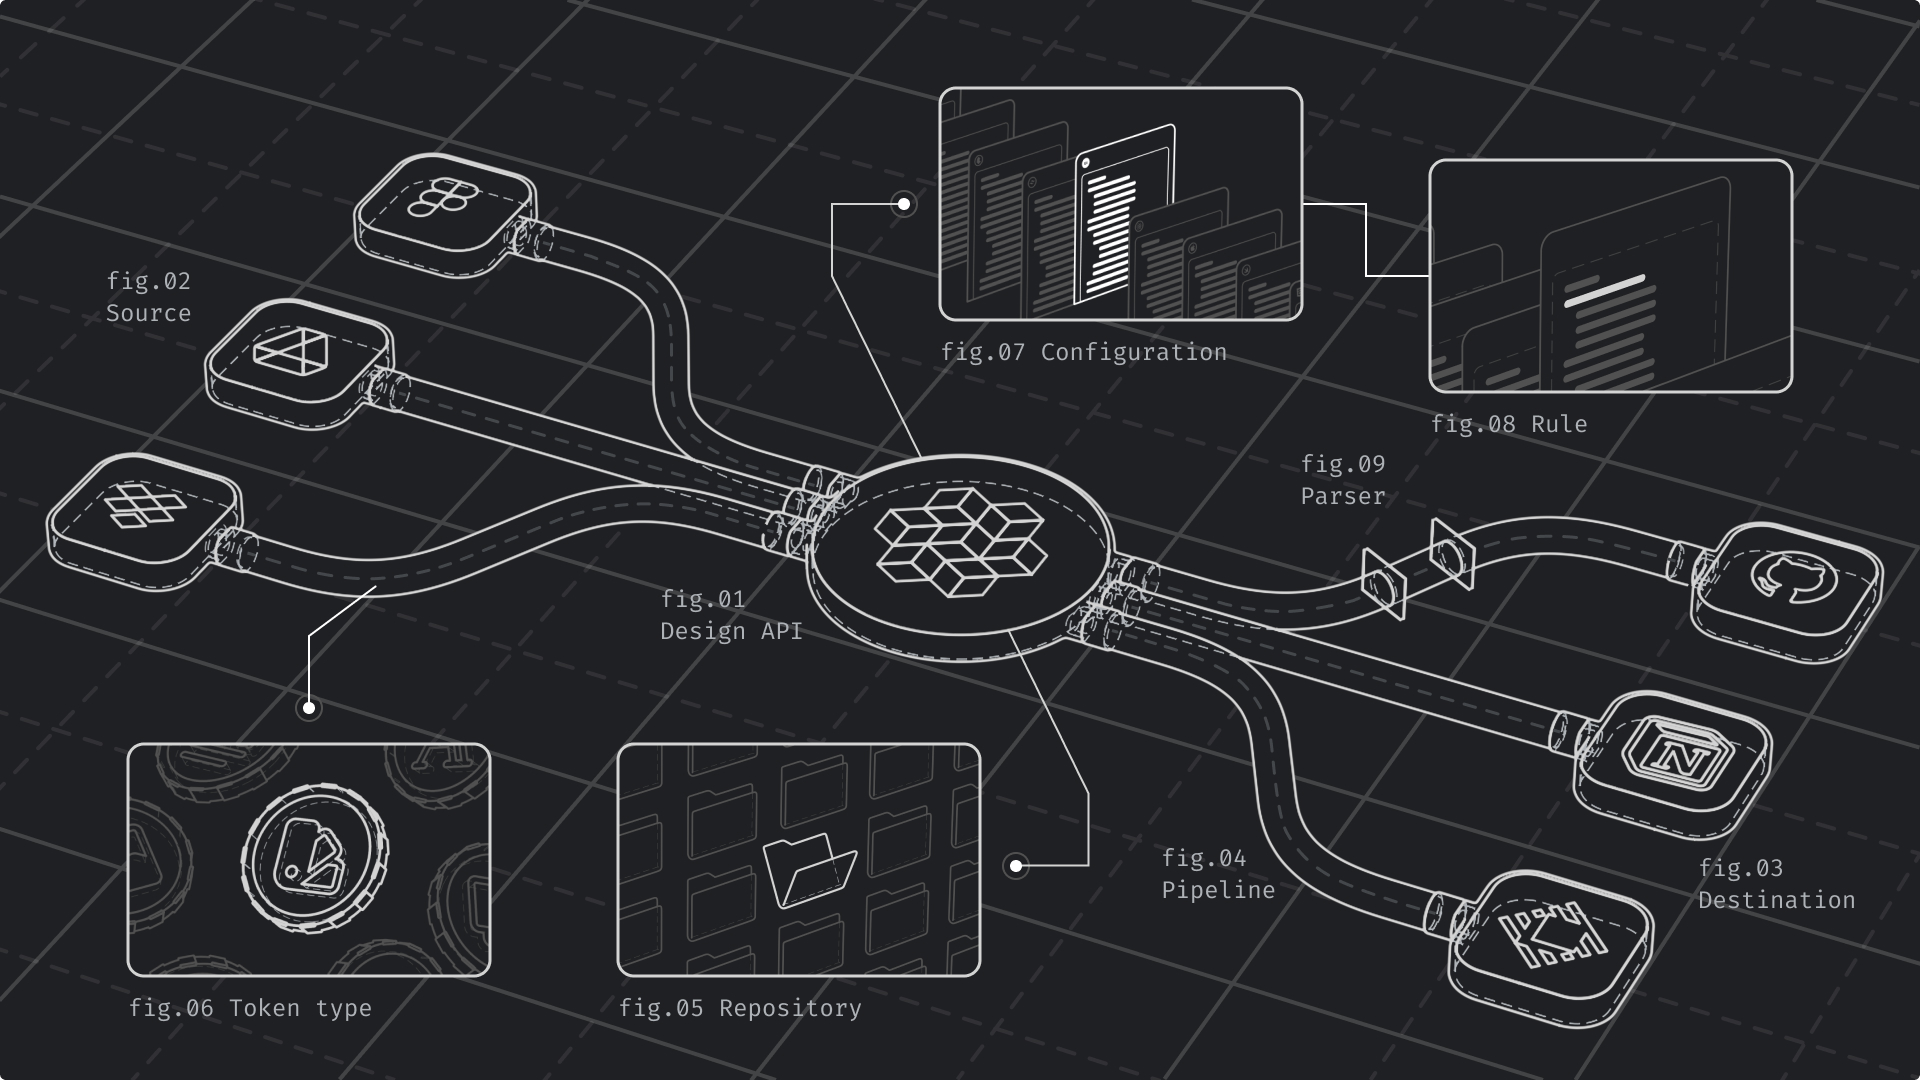 fig.02
Source
fig.07 Configuration
fig.08 Rule
fig.09
Parser
fig.01
Design API
fig.04
Pipeline
fig.03
Destination
fig.06 Token type
fig.05 Repository
N